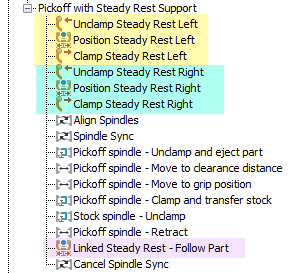 Pickoff with Steady Rest Support
Unclamp Steady Rest Left
Position Steady Rest Left
Clamp Steady Rest Left
Unclamp Steady Rest Right
Position Steady Rest Right
Clamp Steady Rest Right
Align Spindles
Spindle Sync
Pickoff spindle - Unclamp and eject part
Pickoff spindle - Move to clearance distance
Pickoff spindle - Move to grip position
Pickoff spindle - Clamp and transfer stock
Stock spindle - Unclamp
Pickoff spindle - Retract
Linked Steady Rest - Follow Part
Cancel Spindle Sync